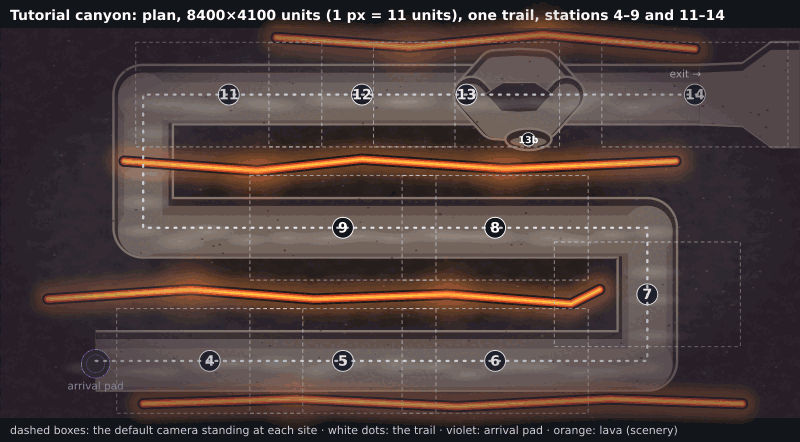 Tutorial canyon: plan, 8400×4100 units (1 px = 11 units), one trail, stations 4–9 and 11–14
exit →
11 12 13 14
13b
9 8
7
4 5 6
arrival pad
dashed boxes: the default camera standing at each site · white dots: the trail · violet: arrival pad · orange: lava (scenery)